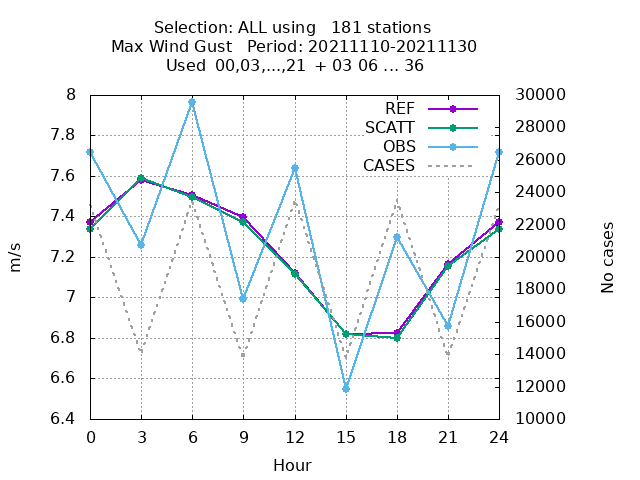 Selection: ALL using   181 stations
Max Wind Gust   Period: 20211110-20211130
Used  00,03,...,21  + 03 06 ... 36
REF
SCATT
OBS
CASES
8
7.8
7.6
7.4
7.2
7
6.8
6.6
6.4
m/s
30000
28000
26000
24000
22000
20000
18000
16000
14000
12000
10000
No cases
0 3 6 9 12 15 18 21 24
Hour